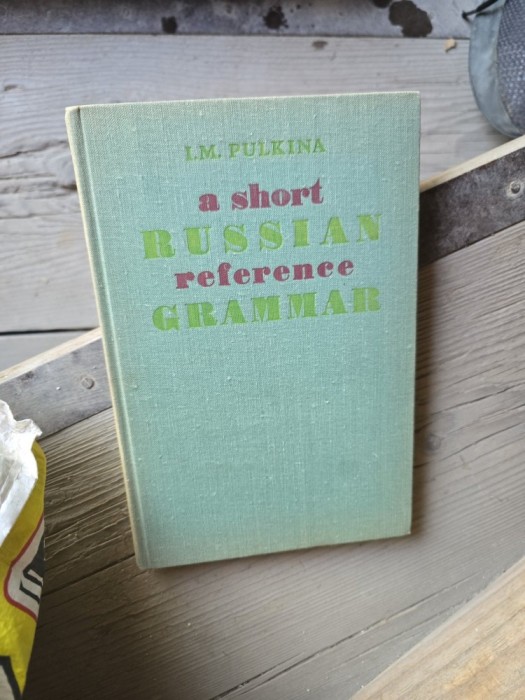 I.M. PULKINA
a short
RUSSIAN
reference
GRAMMAR